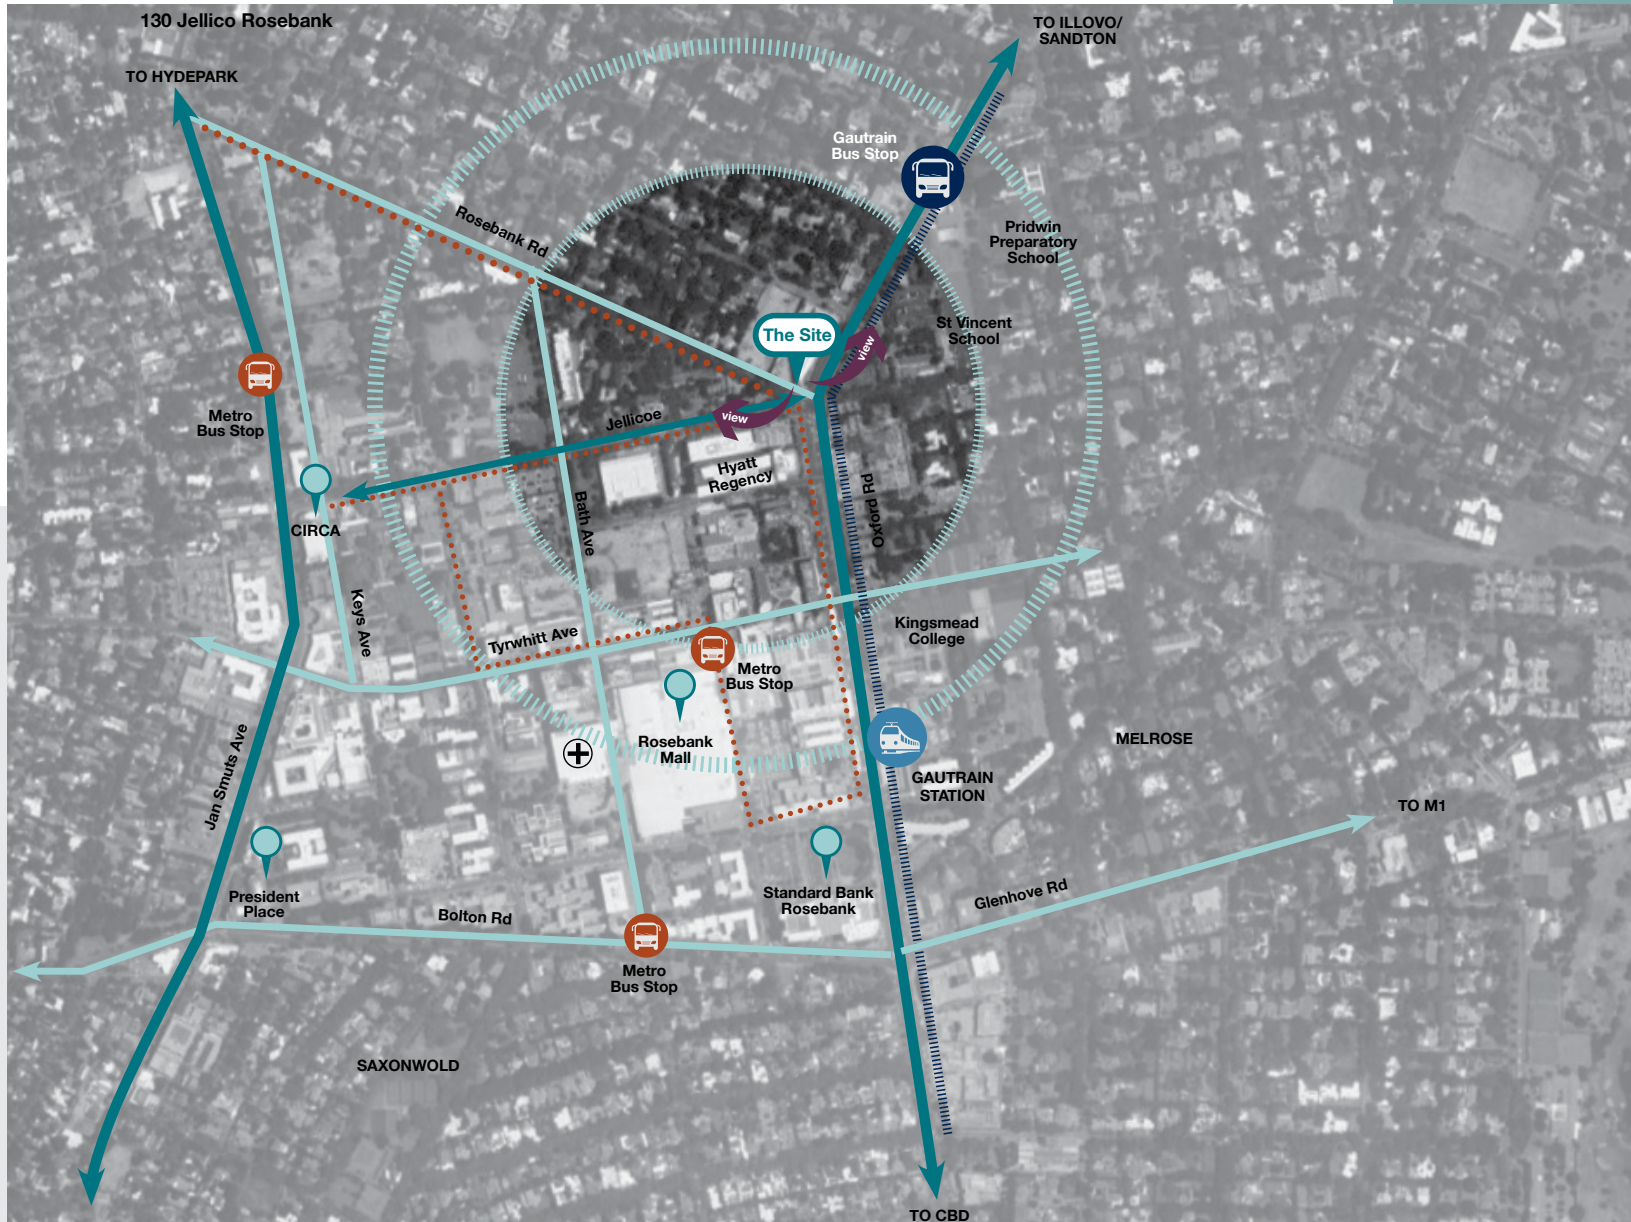 130 Jellico Rosebank
TO ILLOVO/
SANDTON
TO HYDEPARK
Gautrain
Bus Stop
Rosebank Rd
Pridwin
Preparatory
School
The Site
St Vincent
School
view
view
Metro
Bus Stop
Jellicoe
Hyatt
Regency
Oxford Rd
Bath Ave
CIRCA
Keys Ave
Tyrwhitt Ave
Kingsmead
College
Metro
Bus Stop
Rosebank
Mall
MELROSE
GAUTRAIN
STATION
Jan Smuts Ave
TO M1
President
Place
Standard Bank
Rosebank
Glenhove Rd
Bolton Rd
Metro
Bus Stop
SAXONWOLD
TO CBD